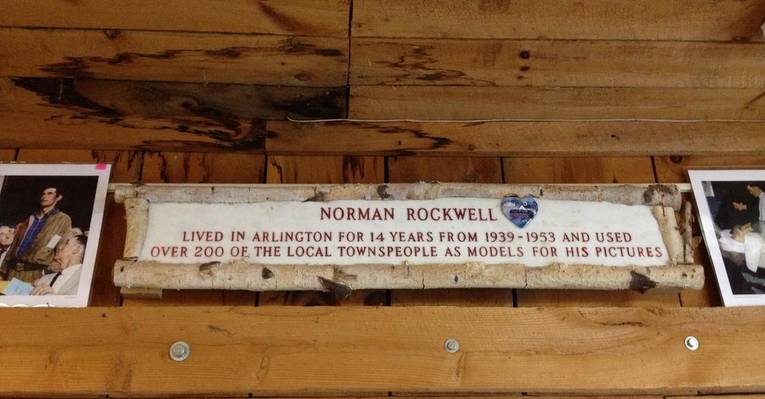 NORMAN ROCKWELL
LIVED IN ARLINGTON FOR 14 YEARS FROM 1939-1953 AND USED
OVER 200 OF THE LOCAL TOWNSPEOPLE AS MODELS FOR HIS PICTURES